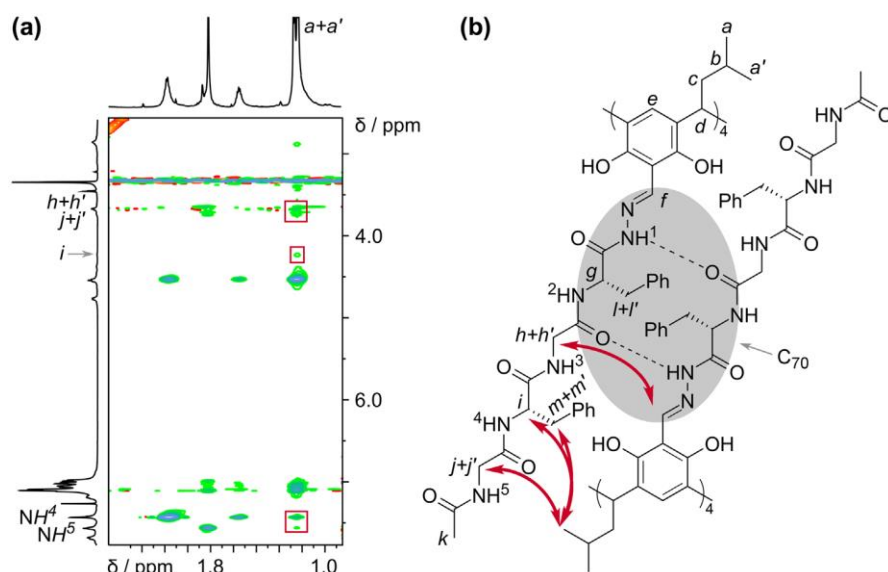 (a)
a+a'
δ / ppm
h+h'
j+j'
i
4.0
6.0
NH⁴
NH⁵
δ / ppm
1.8
1.0
(b)
a
b
a'
c
e
d
4
HO
OH
f
N
NH¹
O
g
²HN
Ph
l+l'
h+h'
O
O
NH³
m+m'
i
Ph
⁴HN
j+j'
O
O
NH⁵
k
O
NH
O
HN
Ph
O
NH
O
NH
Ph
O
HN
N
C₇₀
HO
OH
4